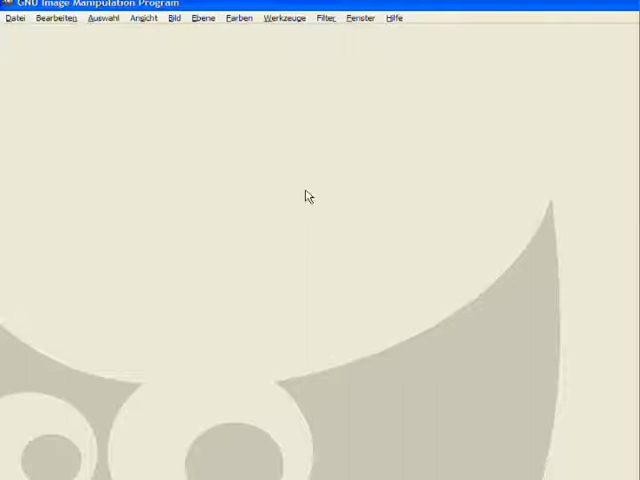 GNU Image Manipulation Program
Datei Bearbeiten Auswahl Ansicht Bild Ebene Farben Werkzeuge Filter Fenster Hilfe